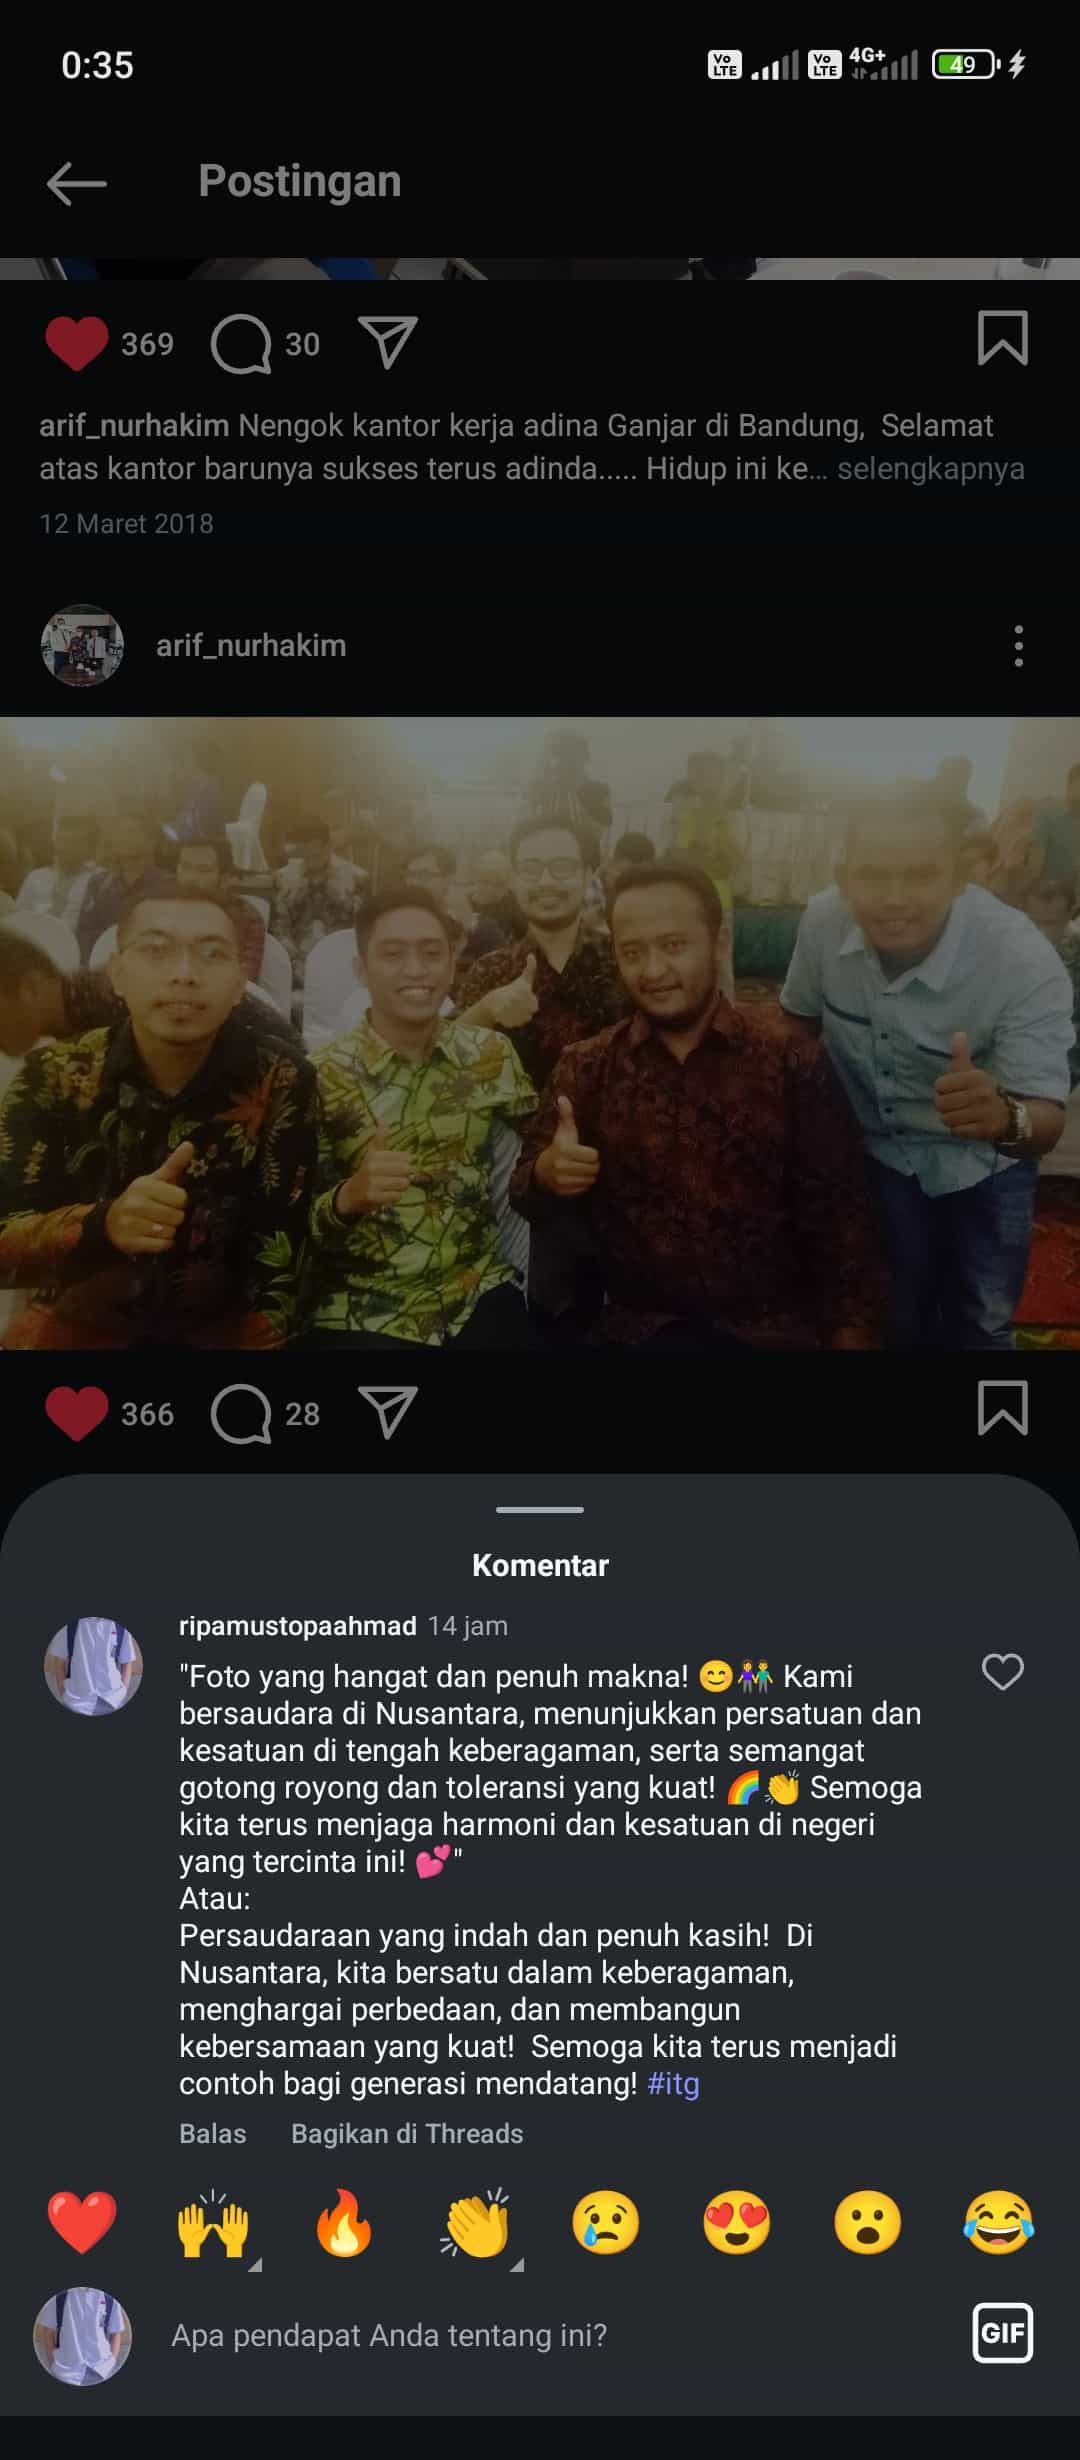 0:35
Vo LTE Vo LTE 4G+ 49
Postingan
369 30
arif_nurhakim Nengok kantor kerja adina Ganjar di Bandung, Selamat
atas kantor barunya sukses terus adinda..... Hidup ini ke... selengkapnya
12 Maret 2018
arif_nurhakim
366 28
Komentar
ripamustopaahmad 14 jam
"Foto yang hangat dan penuh makna! 😊👫 Kami
bersaudara di Nusantara, menunjukkan persatuan dan
kesatuan di tengah keberagaman, serta semangat
gotong royong dan toleransi yang kuat! 🌈👏 Semoga
kita terus menjaga harmoni dan kesatuan di negeri
yang tercinta ini! 💕"
Atau:
Persaudaraan yang indah dan penuh kasih! Di
Nusantara, kita bersatu dalam keberagaman,
menghargai perbedaan, dan membangun
kebersamaan yang kuat! Semoga kita terus menjadi
contoh bagi generasi mendatang! #itg
Balas Bagikan di Threads
Apa pendapat Anda tentang ini?
GIF